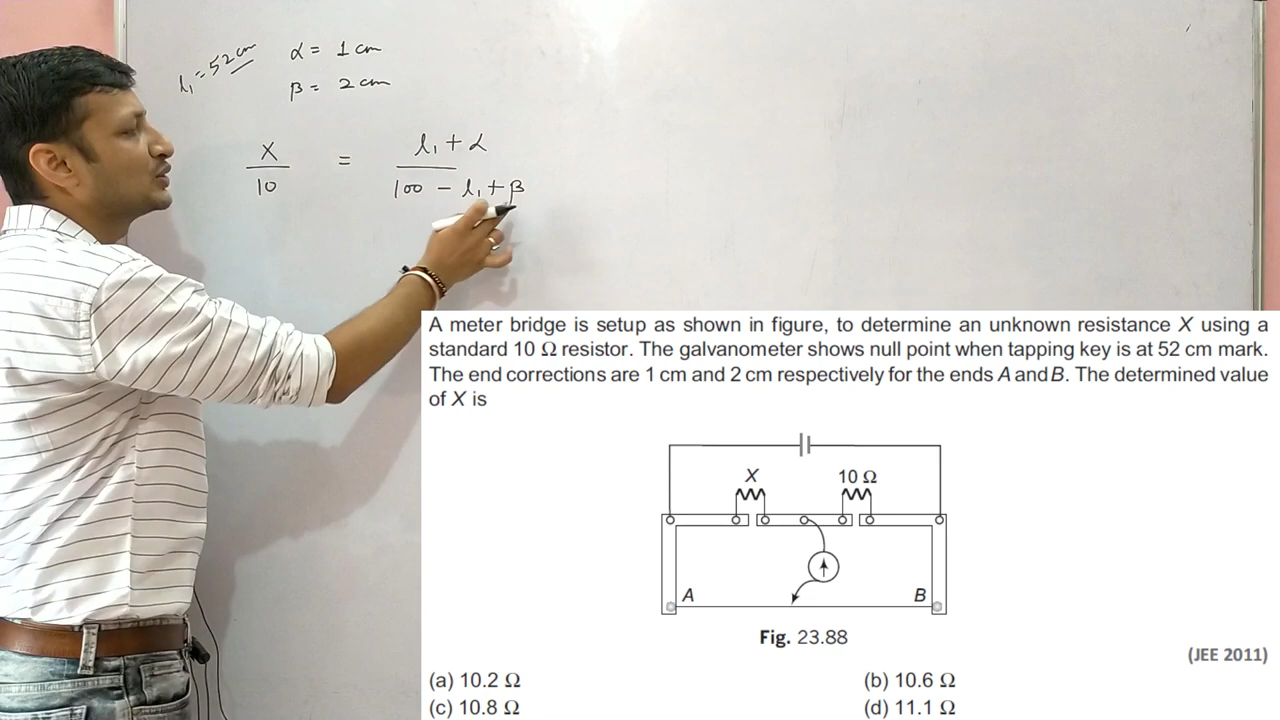 l₁ = 52 cm
α = 1 cm
β = 2 cm
X/10 = l₁ + α / 100 − l₁ + β
A meter bridge is setup as shown in figure, to determine an unknown resistance X using a
standard 10 Ω resistor. The galvanometer shows null point when tapping key is at 52 cm mark.
The end corrections are 1 cm and 2 cm respectively for the ends A and B. The determined value
of X is
X
10 Ω
A
B
Fig. 23.88
(JEE 2011)
(a) 10.2 Ω
(b) 10.6 Ω
(c) 10.8 Ω
(d) 11.1 Ω